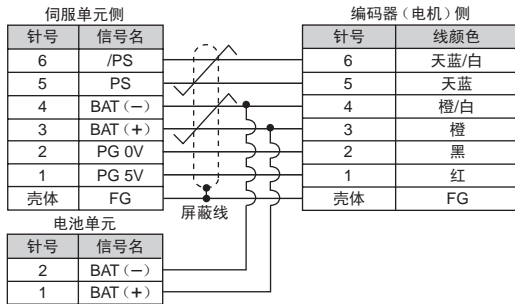 伺服单元侧 编码器（电机）侧
针号 信号名 针号 线颜色
6 /PS 6 天蓝/白
5 PS 5 天蓝
4 BAT（－） 4 橙/白
3 BAT（＋） 3 橙
2 PG 0V 2 黑
1 PG 5V 1 红
壳体 FG 壳体 FG
屏蔽线
电池单元
针号 信号名
2 BAT（－）
1 BAT（＋）